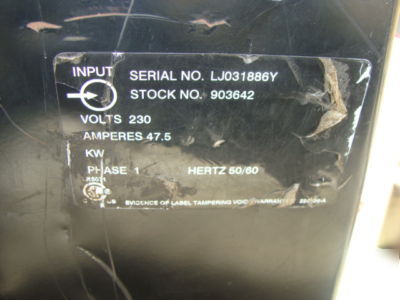 INPUT
SERIAL NO. LJ031886Y
STOCK NO. 903642
VOLTS 230
AMPERES 47.5
KW
PHASE 1 HERTZ 50/60
EVIDENCE OF LABEL TAMPERING VOIDS WARRANTEE